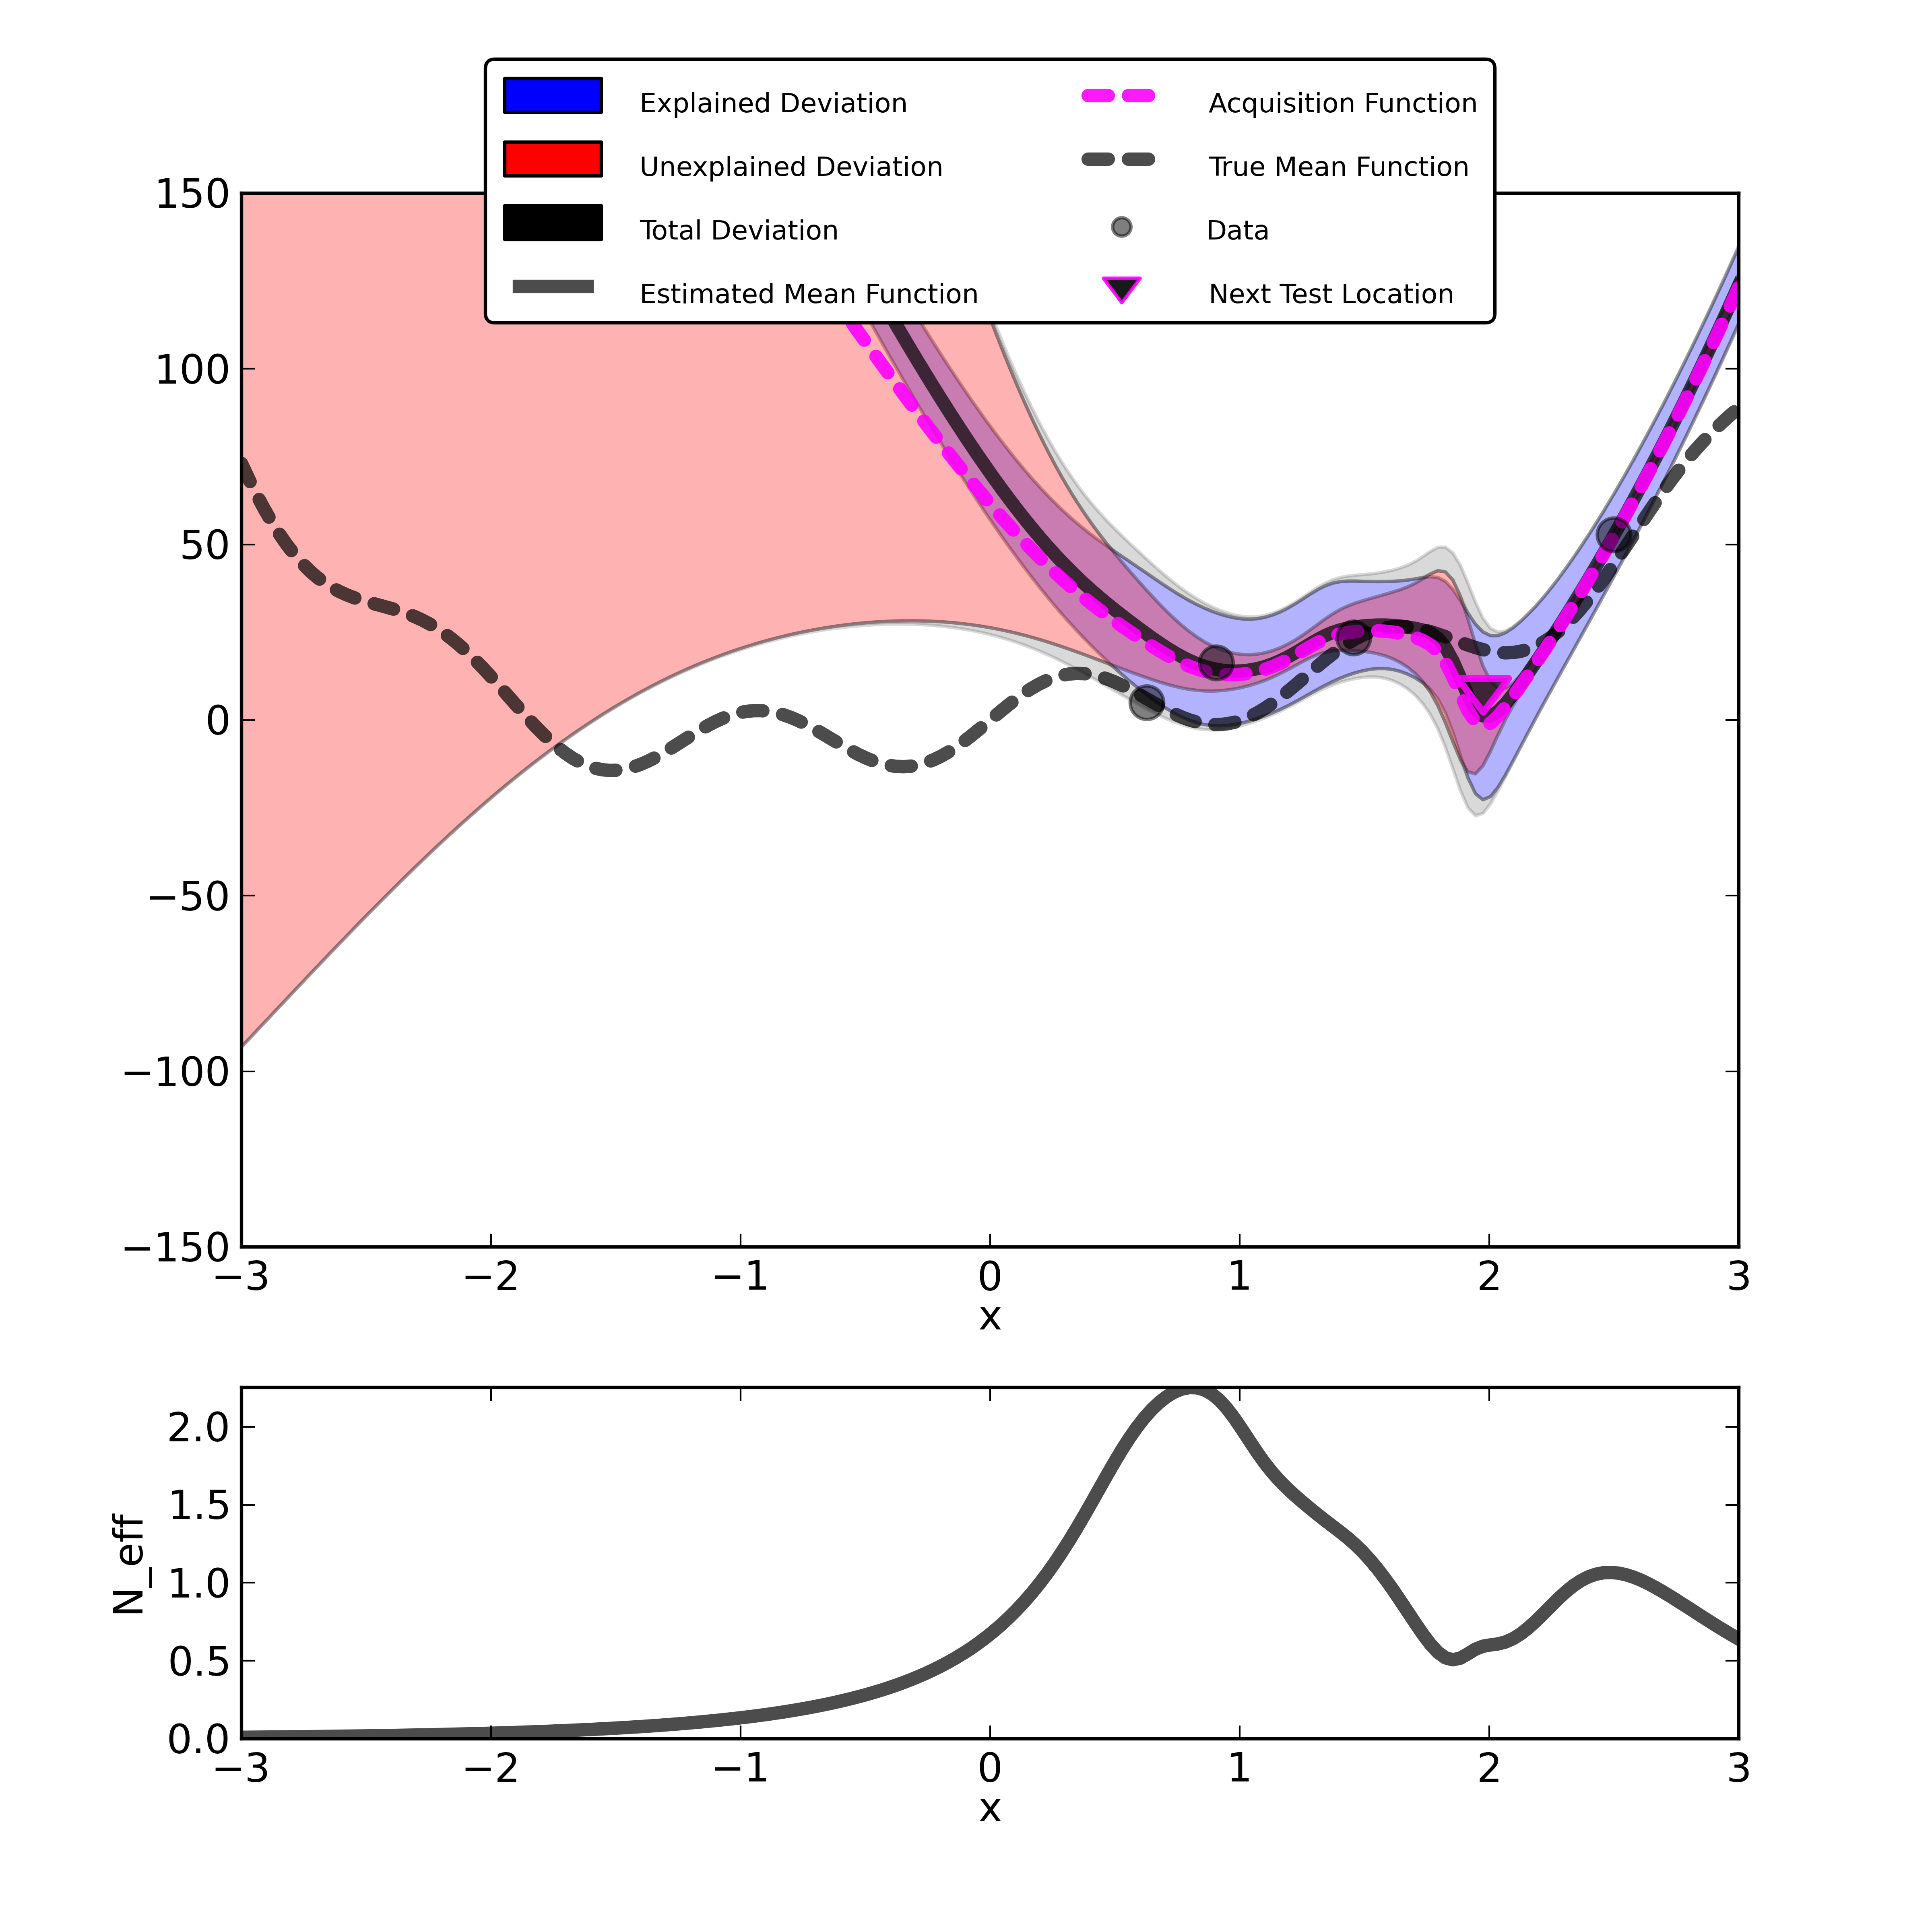 Explained Deviation
Unexplained Deviation
Total Deviation
Estimated Mean Function
Acquisition Function
True Mean Function
Data
Next Test Location
150
100
50
0
−50
−100
−150
−3 −2 −1 0 1 2 3
x
N_eff
2.0
1.5
1.0
0.5
0.0
−3 −2 −1 0 1 2 3
x